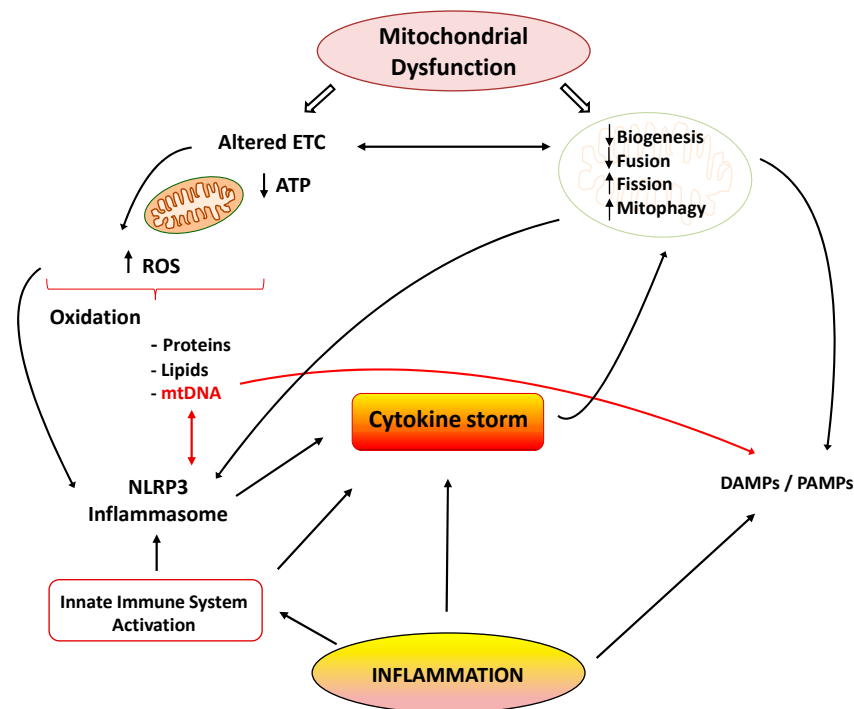 Mitochondrial
Dysfunction
Altered ETC
↓ ATP
↓ Biogenesis
↓ Fusion
↑ Fission
↑ Mitophagy
↑ ROS
Oxidation
- Proteins
- Lipids
- mtDNA
Cytokine storm
NLRP3
Inflammasome
DAMPs / PAMPs
Innate Immune System
Activation
INFLAMMATION